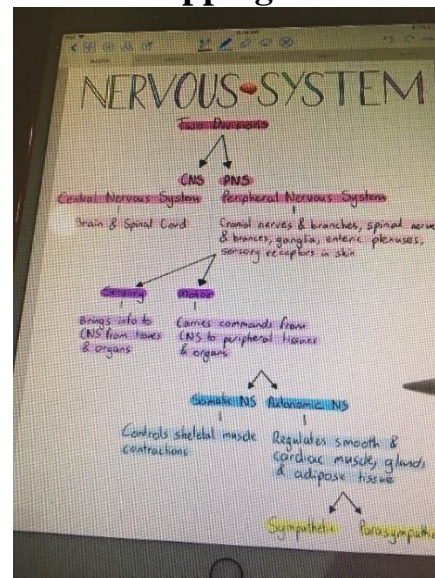 NERVOUS SYSTEM
Two Divisions
CNS PNS
Central Nervous System Peripheral Nervous System
Brain & Spinal Cord
Cranial nerves & branches, spinal nerve
& brances, ganglia, enteric plexuses,
sensory receptors in skin
Sensory Motor
Brings info to
CNS from tissues
& organs
Carries commands from
CNS to peripheral tissues
& organs
Somatic NS Autonomic NS
Controls skeletal muscle
contractions
Regulates smooth &
cardiac muscle, glands
& adipose tissue
Sympathetic Parasympathe